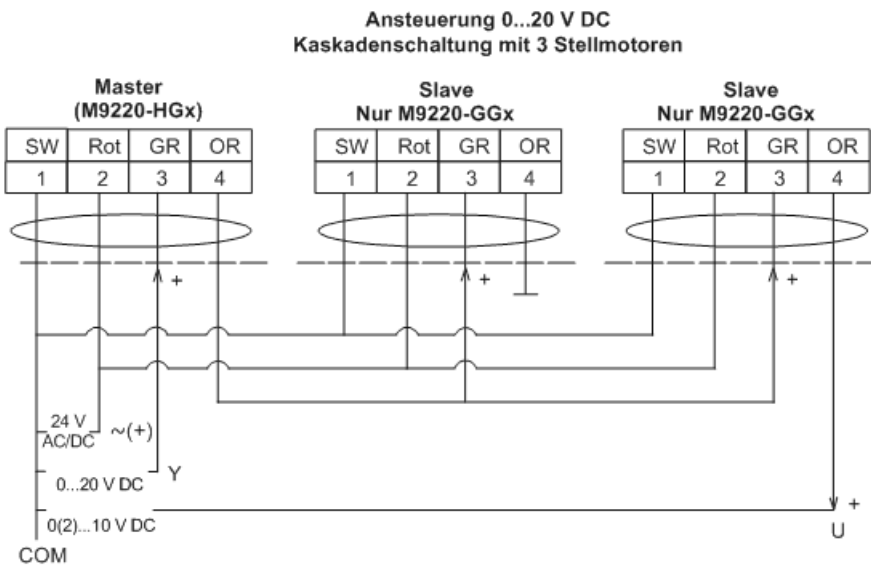 Ansteuerung 0...20 V DC
Kaskadenschaltung mit 3 Stellmotoren
Master
(M9220-HGx)
Slave
Nur M9220-GGx
Slave
Nur M9220-GGx
SW Rot GR OR
1 2 3 4
SW Rot GR OR
1 2 3 4
SW Rot GR OR
1 2 3 4
+
+
+
24 V
AC/DC
~(+)
0...20 V DC
Y
0(2)...10 V DC
+
U
COM